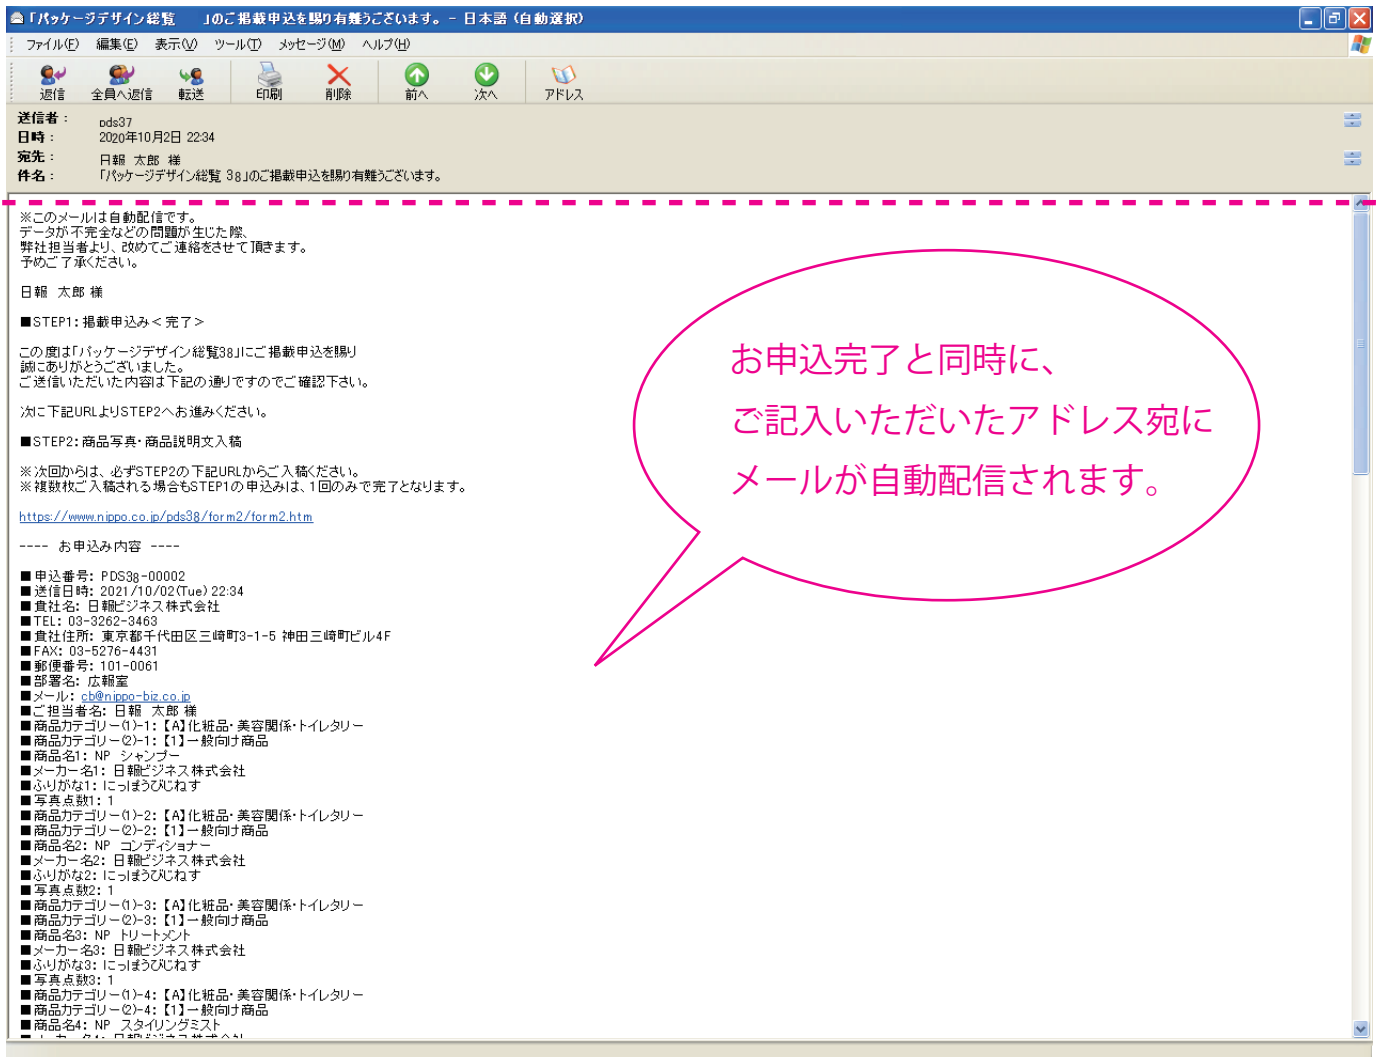 「パッケージデザイン総覧　　」のご掲載申込を賜り有難うございます。 - 日本語 (自動選択)
ファイル(F)　編集(E)　表示(V)　ツール(T)　メッセージ(M)　ヘルプ(H)
返信　全員へ返信　転送　印刷　削除　前へ　次へ　アドレス
送信者：　pds37
日時：　2020年10月2日 22:34
宛先：　日報 太郎 様
件名：　「パッケージデザイン総覧 38」のご掲載申込を賜り有難うございます。
※このメールは自動配信です。
データが不完全などの問題が生じた際、
弊社担当者より、改めてご連絡をさせて頂きます。
予めご了承ください。
日報 太郎 様
■STEP1: 掲載申込み＜完了＞
この度は「パッケージデザイン総覧38」にご掲載申込を賜り
誠にありがとうございました。
ご送信いただいた内容は下記の通りですのでご確認下さい。
次に下記URLよりSTEP2へお進みください。
■STEP2: 商品写真・商品説明文入稿
※次回からは、必ずSTEP2の下記URLからご入稿ください。
※複数枚ご入稿される場合もSTEP1の申込みは、1回のみで完了となります。
https://www.nippo.co.jp/pds38/form2/form2.htm
---- お申込み内容 ----
■申込番号: PDS38-00002
■送信日時: 2021/10/02(Tue) 22:34
■貴社名: 日報ビジネス株式会社
■TEL: 03-3262-3463
■貴社住所: 東京都千代田区三崎町3-1-5 神田三崎町ビル4F
■FAX: 03-5276-4431
■郵便番号: 101-0061
■部署名: 広報室
■メール: cb@nippo-biz.co.jp
■ご担当者名: 日報 太郎 様
■商品カテゴリー(1)-1:【A】化粧品・美容関係・トイレタリー
■商品カテゴリー(2)-1:【1】一般向け商品
■商品名1: NP シャンプー
■メーカー名1: 日報ビジネス株式会社
■ふりがな1: にっぽうびじねす
■写真点数1: 1
■商品カテゴリー(1)-2:【A】化粧品・美容関係・トイレタリー
■商品カテゴリー(2)-2:【1】一般向け商品
■商品名2: NP コンディショナー
■メーカー名2: 日報ビジネス株式会社
■ふりがな2: にっぽうびじねす
■写真点数2: 1
■商品カテゴリー(1)-3:【A】化粧品・美容関係・トイレタリー
■商品カテゴリー(2)-3:【1】一般向け商品
■商品名3: NP トリートメント
■メーカー名3: 日報ビジネス株式会社
■ふりがな3: にっぽうびじねす
■写真点数3: 1
■商品カテゴリー(1)-4:【A】化粧品・美容関係・トイレタリー
■商品カテゴリー(2)-4:【1】一般向け商品
■商品名4: NP スタイリングミスト
お申込完了と同時に、
ご記入いただいたアドレス宛に
メールが自動配信されます。